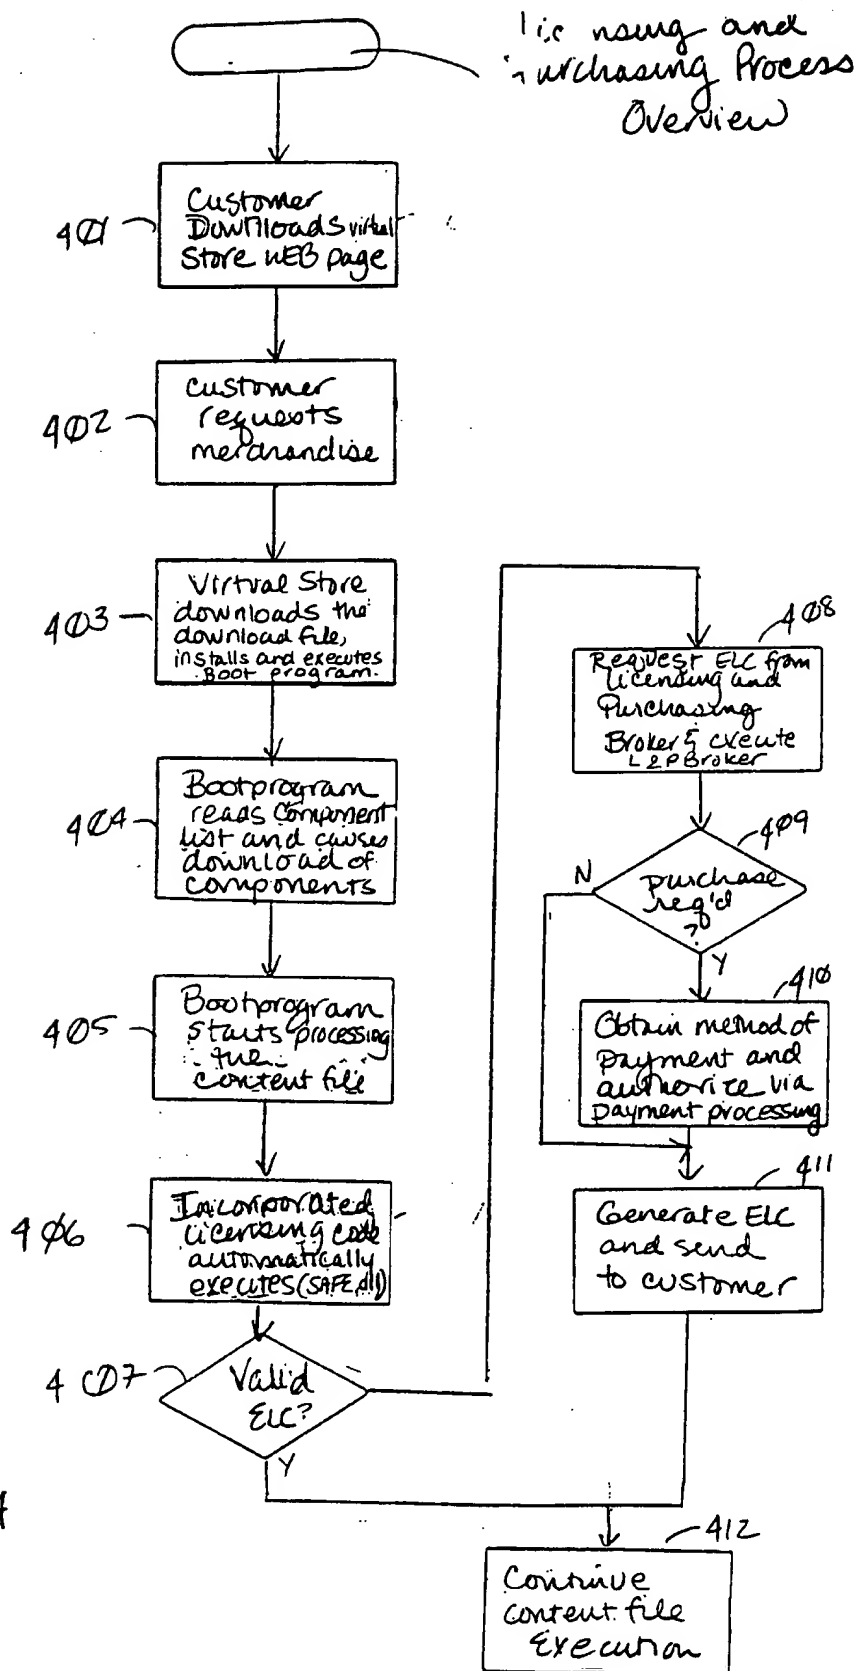 nsing and
Purchasing Process
Overview
401
Customer
Downloads virtual
Store WEB page
402
customer
requests
merchandise
403
Virtual Store
downloads the
download file,
installs and executes
Boot program.
404
Bootprogram
reads Component
list and causes
download of
components
405
Bootprogram
starts processing
the
content file
406
Incorporated
licensing code
automatically
executes (SAFE.dll)
407
Valid
ELC?
Y
408
Request ELC from
licensing and
Purchasing
Broker & execute
L&P Broker
409
purchase
req'd
?
N
Y
410
Obtain method of
payment and
authorize via
payment processing
411
Generate ELC
and send
to customer
412
Continue
content file
Execution